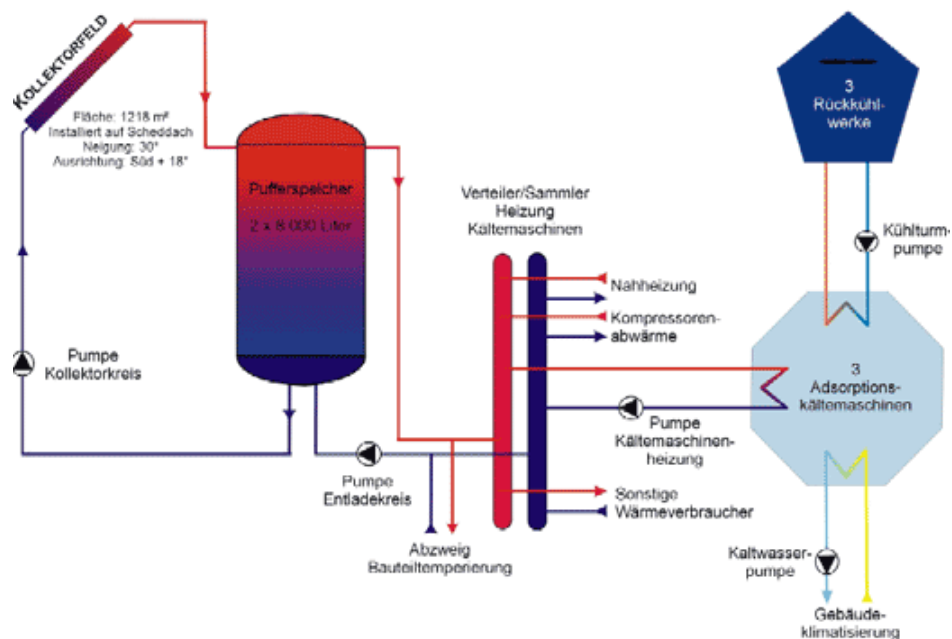 KOLLEKTORFELD
Fläche: 1218 m²
Installiert auf Scheddach
Neigung: 30°
Ausrichtung: Süd + 18°
Pufferspeicher
2 x 8 000 Liter
Verteiler/Sammler
Heizung
Kältemaschinen
3
Rückkühl-
werke
Kühlturm-
pumpe
Nahheizung
Kompressoren-
abwärme
3
Adsorptions-
kältemaschinen
Pumpe
Kollektorkreis
Pumpe
Kältemaschinen-
heizung
Pumpe
Entladekreis
Sonstige
Wärmeverbraucher
Abzweig
Bauteiltemperierung
Kaltwasser-
pumpe
Gebäude-
klimatisierung